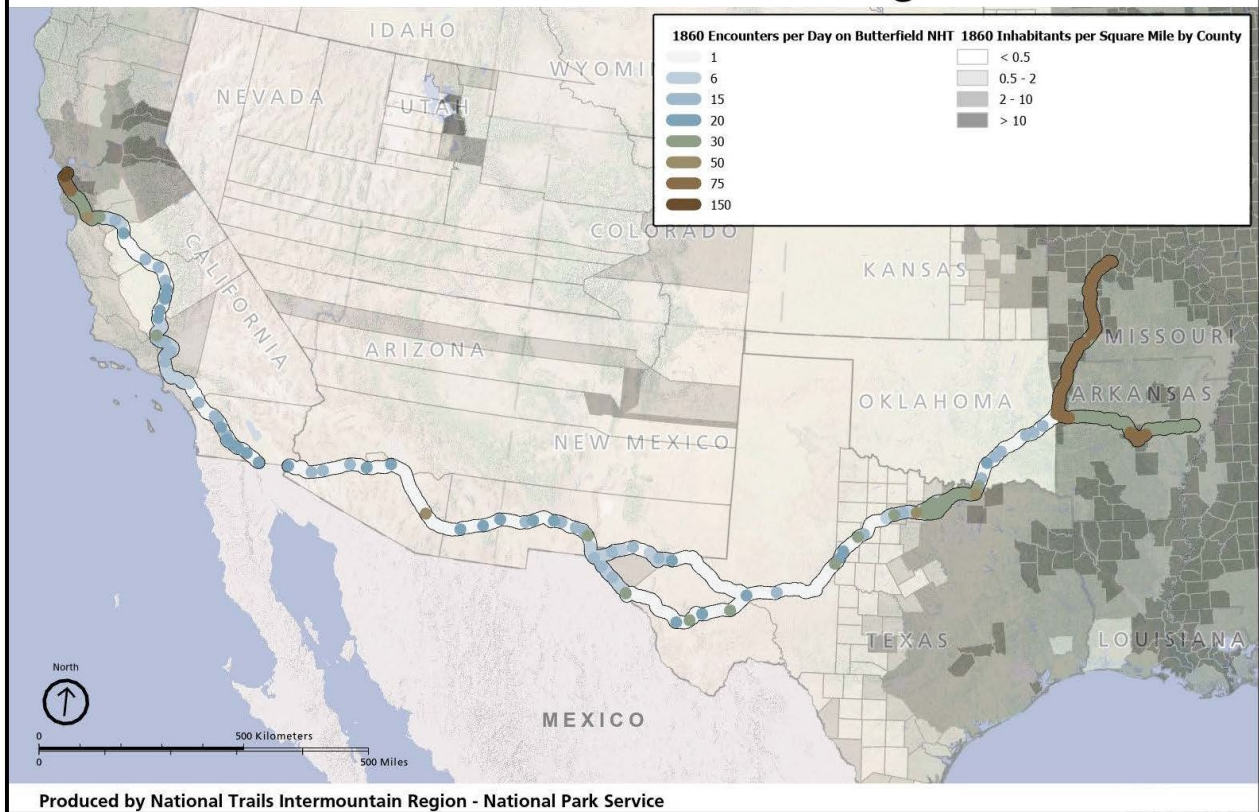 1860 Encounters per Day on Butterfield NHT
1
6
15
20
30
50
75
150
1860 Inhabitants per Square Mile by County
< 0.5
0.5 - 2
2 - 10
> 10
IDAHO
NEVADA
UTAH
COLORADO
KANSAS
CALIFORNIA
MISSOURI
ARIZONA
OKLAHOMA
ARKANSAS
NEW MEXICO
TEXAS
LOUISIANA
MEXICO
North
0
500 Kilometers
0
500 Miles
Produced by National Trails Intermountain Region - National Park Service